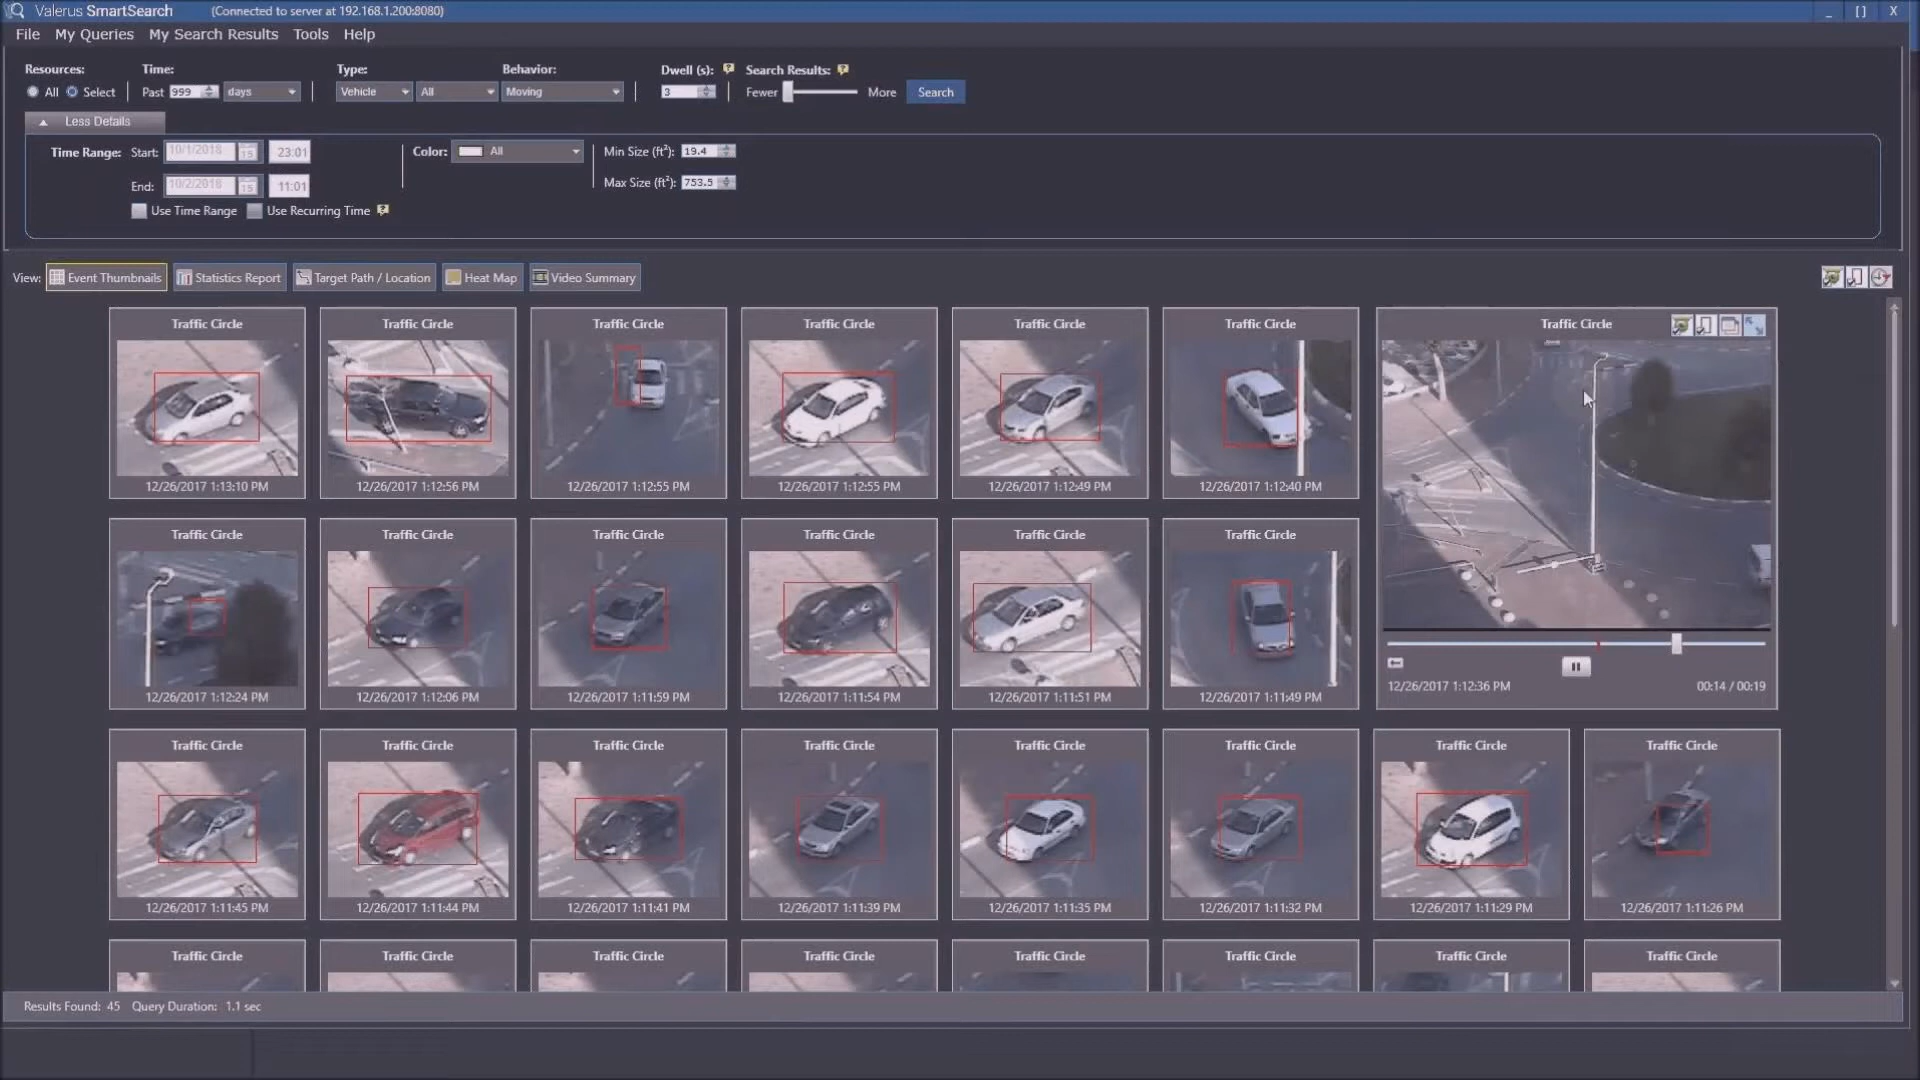 Valerus SmartSearch (Connected to server at 192.168.1.200:8080)
File My Queries My Search Results Tools Help
Resources: Time: Type: Behavior: Dwell (s): Search Results:
All Select Past 999 days Vehicle All Moving 3 Fewer More Search
Less Details
Time Range: Start: 10/1/2018 15 23:01 Color: All Min Size (ft²): 19.4
End: 10/2/2018 15 11:01 Max Size (ft²): 753.5
Use Time Range Use Recurring Time
View: Event Thumbnails Statistics Report Target Path / Location Heat Map Video Summary
Traffic Circle Traffic Circle Traffic Circle Traffic Circle Traffic Circle Traffic Circle Traffic Circle
12/26/2017 1:13:10 PM 12/26/2017 1:12:56 PM 12/26/2017 1:12:55 PM 12/26/2017 1:12:55 PM 12/26/2017 1:12:49 PM 12/26/2017 1:12:40 PM
Traffic Circle Traffic Circle Traffic Circle Traffic Circle Traffic Circle Traffic Circle
12/26/2017 1:12:24 PM 12/26/2017 1:12:06 PM 12/26/2017 1:11:59 PM 12/26/2017 1:11:54 PM 12/26/2017 1:11:51 PM 12/26/2017 1:11:49 PM 12/26/2017 1:12:36 PM 00:14 / 00:19
Traffic Circle Traffic Circle Traffic Circle Traffic Circle Traffic Circle Traffic Circle Traffic Circle Traffic Circle
12/26/2017 1:11:45 PM 12/26/2017 1:11:44 PM 12/26/2017 1:11:41 PM 12/26/2017 1:11:39 PM 12/26/2017 1:11:35 PM 12/26/2017 1:11:32 PM 12/26/2017 1:11:29 PM 12/26/2017 1:11:26 PM
Traffic Circle Traffic Circle Traffic Circle Traffic Circle Traffic Circle Traffic Circle Traffic Circle Traffic Circle
Results Found: 45 Query Duration: 1.1 sec